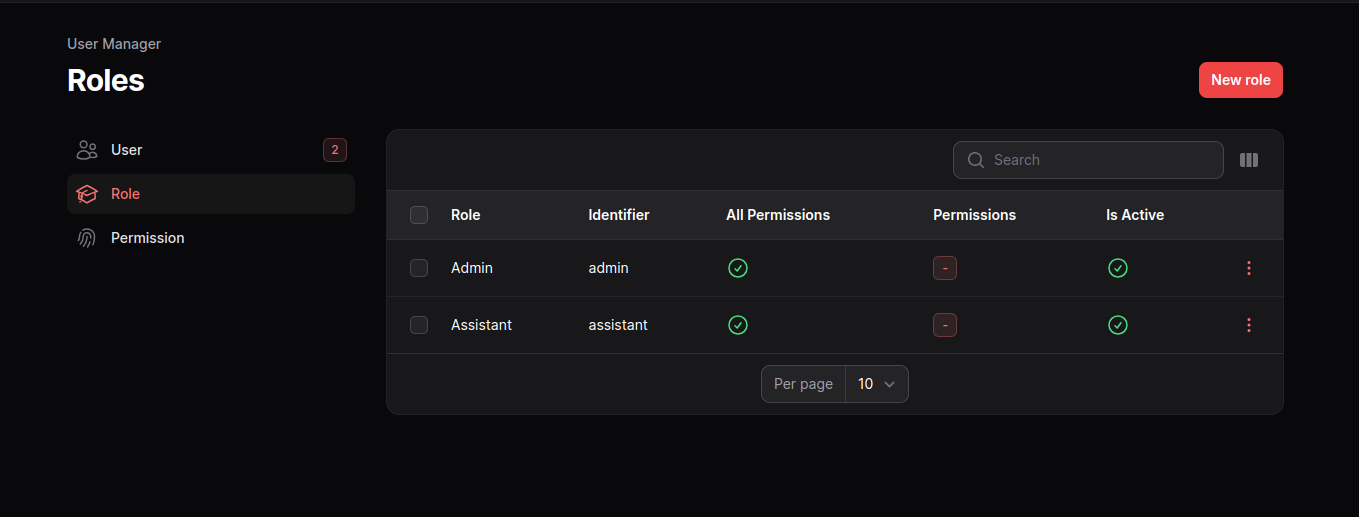 User Manager
Roles
New role
User 2
Role
Permission
Search
Role Identifier All Permissions Permissions Is Active
Admin admin -
Assistant assistant -
Per page 10